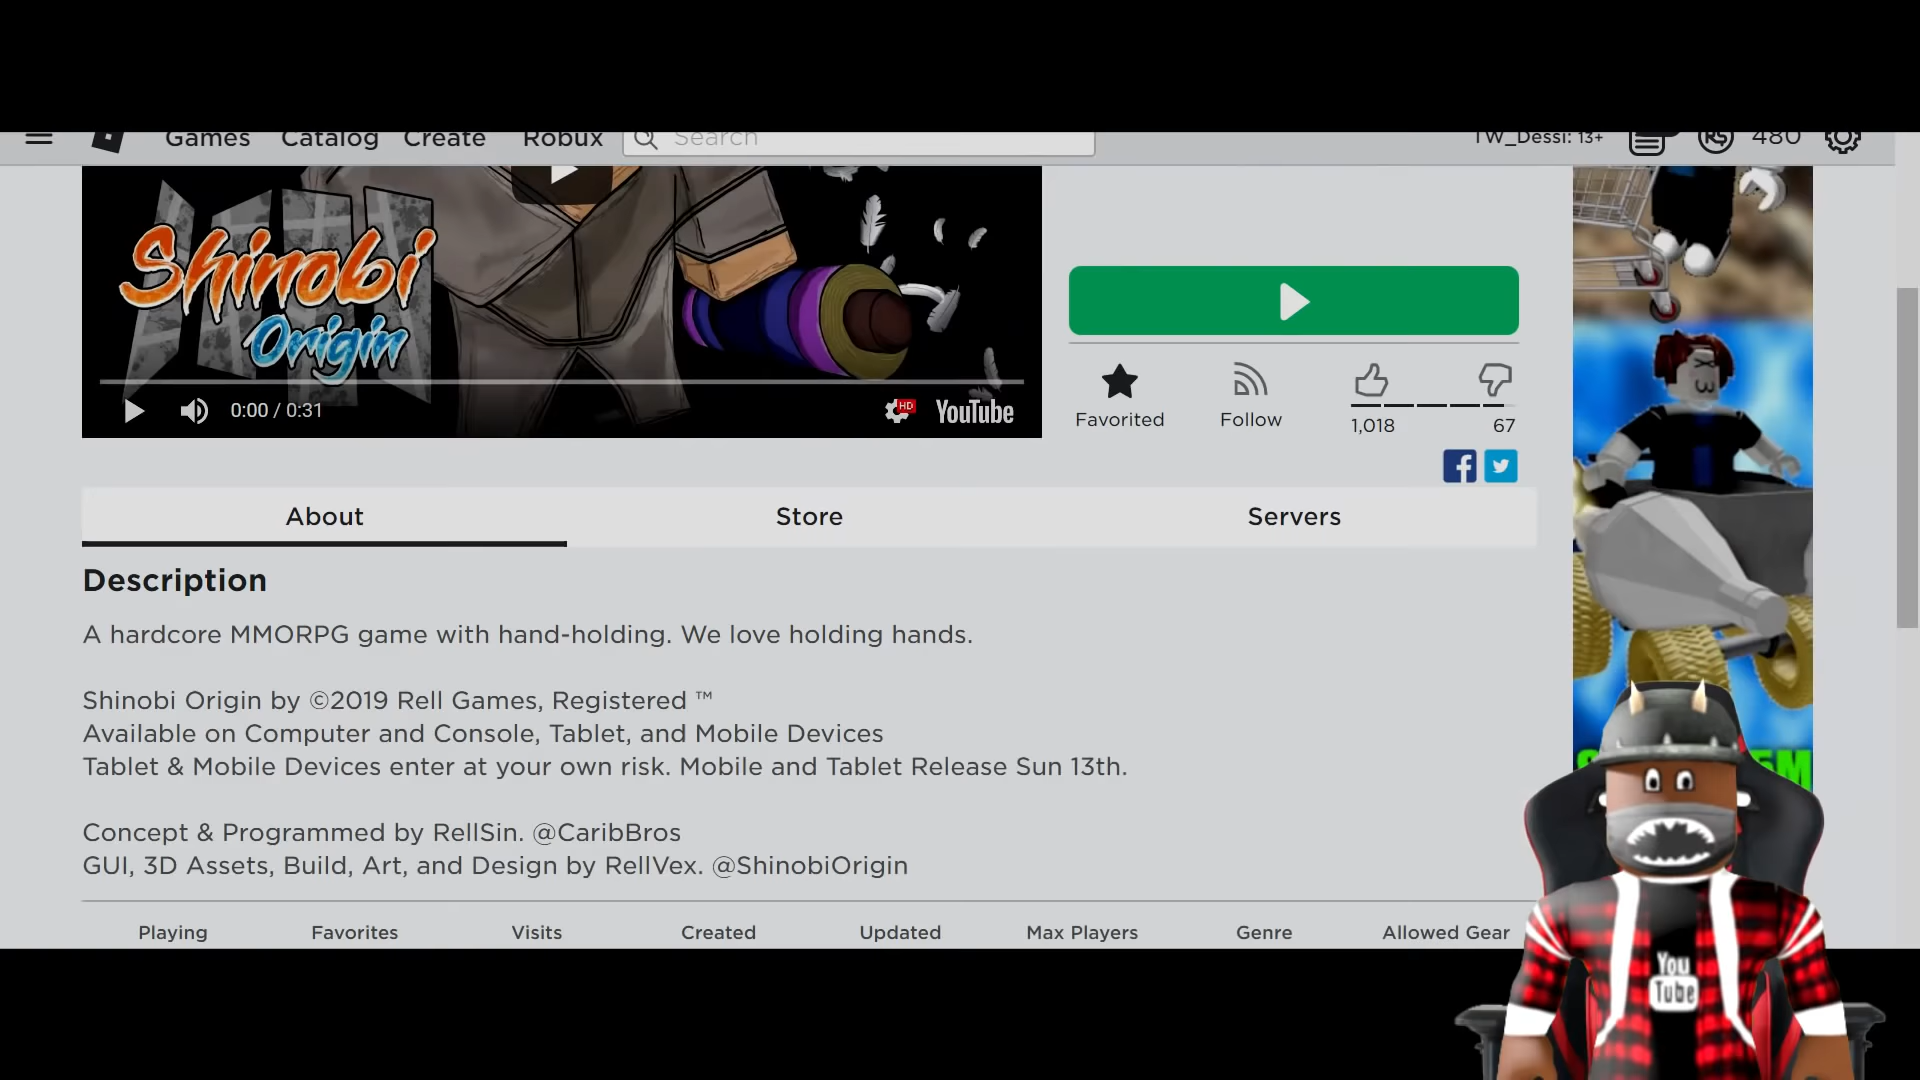 Games Catalog Create Robux Search TW_Dessi: 13+ R$ 480
Shinobi
Origin
0:00 / 0:31 HD YouTube
Favorited Follow 1,018 67
About Store Servers
Description
A hardcore MMORPG game with hand-holding. We love holding hands.
Shinobi Origin by ©2019 Rell Games, Registered ™
Available on Computer and Console, Tablet, and Mobile Devices
Tablet & Mobile Devices enter at your own risk. Mobile and Tablet Release Sun 13th.
Concept & Programmed by RellSin. @CaribBros
GUI, 3D Assets, Build, Art, and Design by RellVex. @ShinobiOrigin
Playing Favorites Visits Created Updated Max Players Genre Allowed Gear
You
Tube